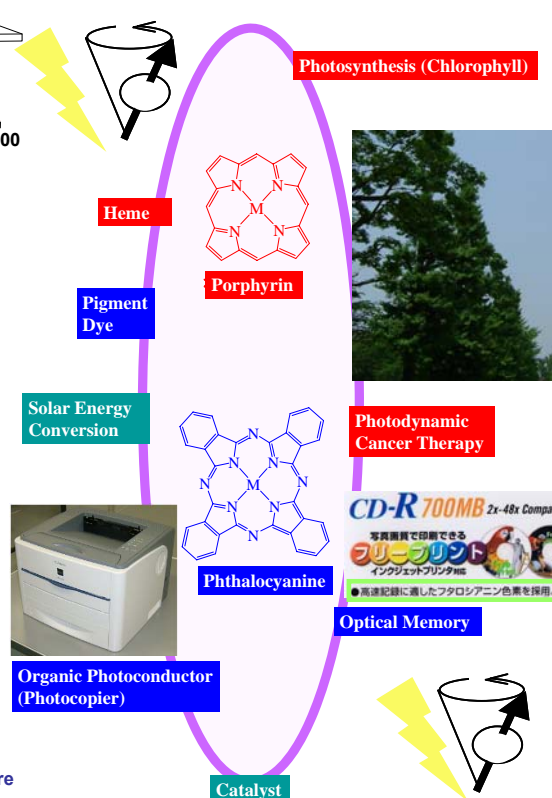 Photosynthesis (Chlorophyll)
00
N N
M
N N
Heme
Porphyrin
Pigment
Dye
Solar Energy
Conversion
Photodynamic
Cancer Therapy
N
N N
N M N
N N
N
CD-R 700MB 2x-48x Compa
写真画質で印刷できる
フリープリント
インクジェットプリンタ対応
●高速記録に適したフタロシアニン色素を採用
Phthalocyanine
Optical Memory
Organic Photoconductor
(Photocopier)
re
Catalyst